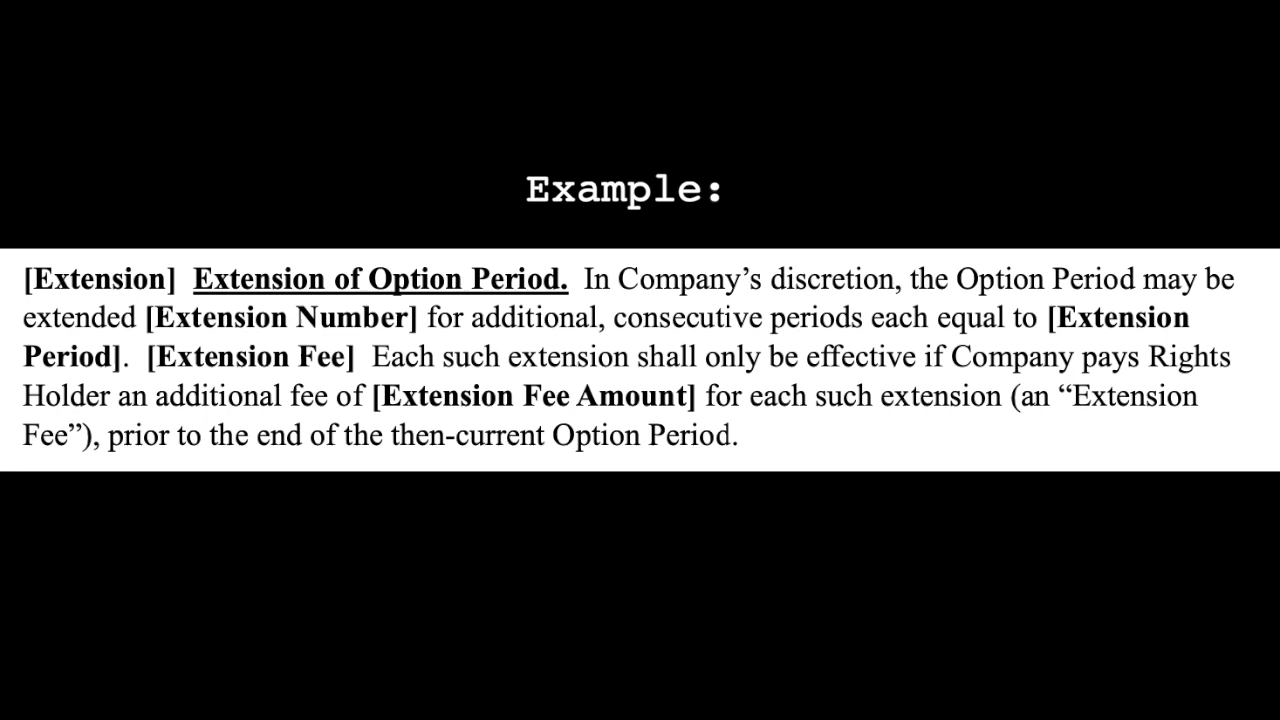 Example:
[Extension]  Extension of Option Period.  In Company’s discretion, the Option Period may be
extended [Extension Number] for additional, consecutive periods each equal to [Extension
Period].  [Extension Fee]  Each such extension shall only be effective if Company pays Rights
Holder an additional fee of [Extension Fee Amount] for each such extension (an “Extension
Fee”), prior to the end of the then-current Option Period.